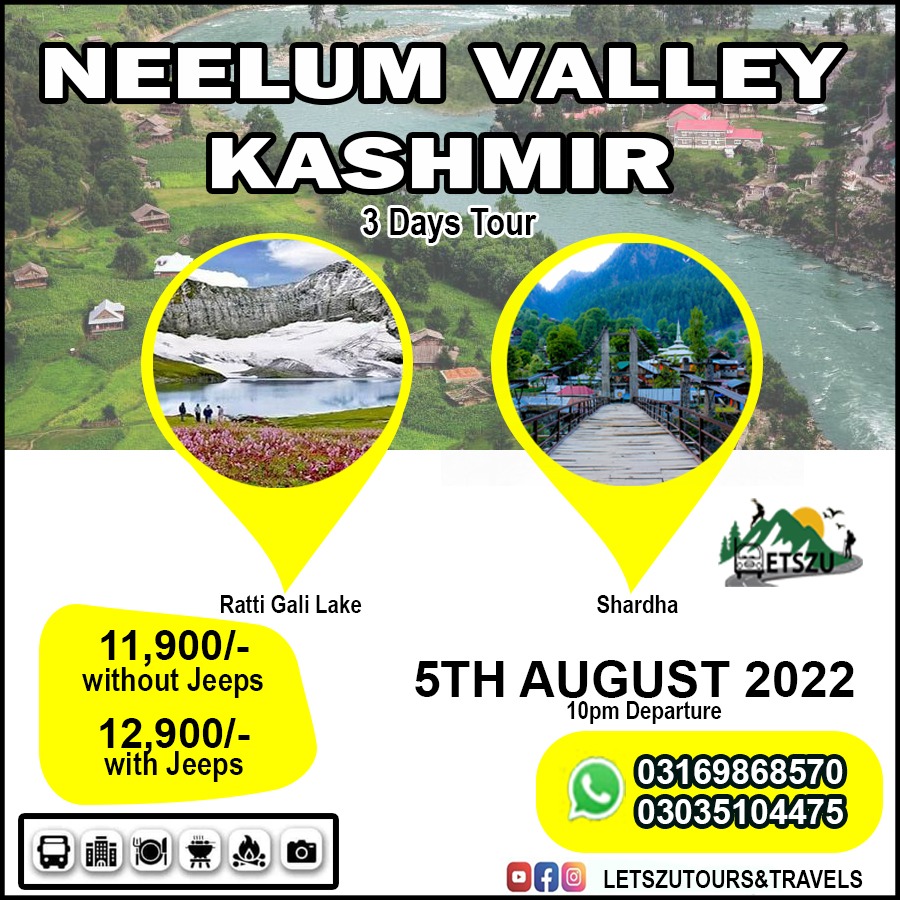 NEELUM VALLEY
KASHMIR
3 Days Tour
Ratti Gali Lake
Shardha
ETSZU
11,900/-
without Jeeps
12,900/-
with Jeeps
5TH AUGUST 2022
10pm Departure
03169868570
03035104475
LETSZUTOURS&TRAVELS